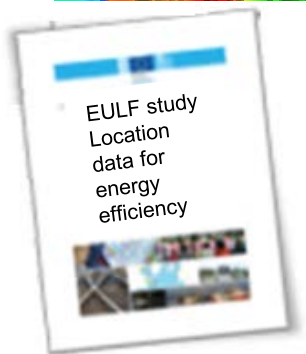 EULF study
Location
data for
energy
efficiency